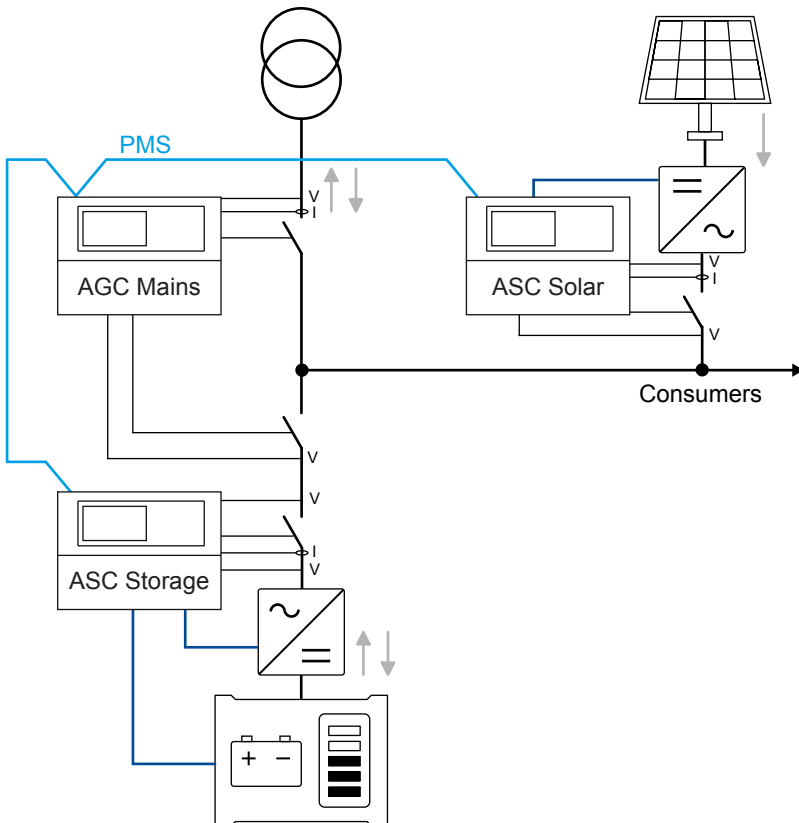 PMS
V
I
AGC Mains
ASC Solar
V
I
V
Consumers
V
V
I
V
ASC Storage
+ −